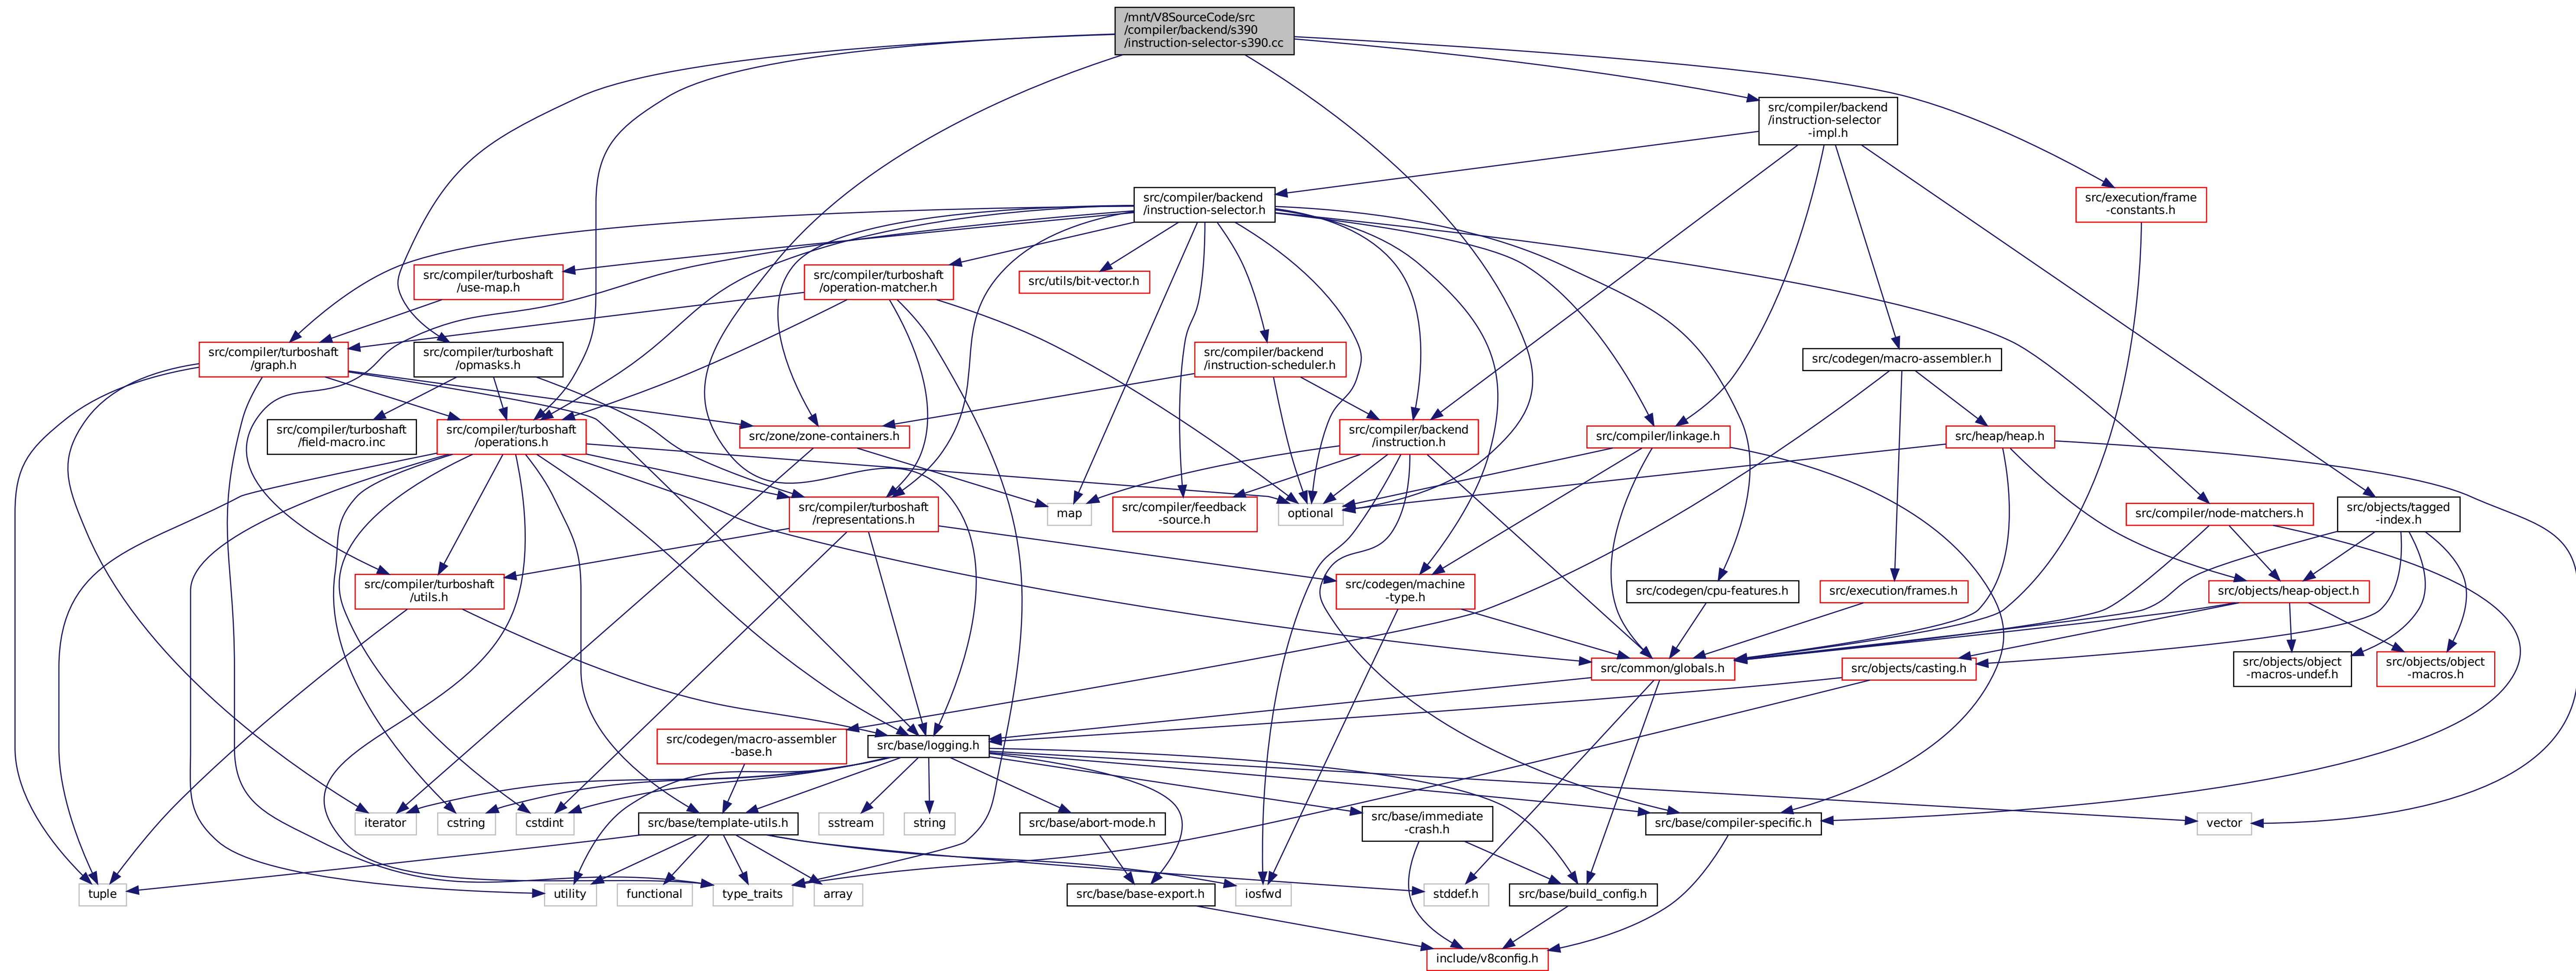 /mnt/V8SourceCode/src
/compiler/backend/s390
/instruction-selector-s390.cc
src/compiler/backend
/instruction-selector
-impl.h
src/compiler/backend
/instruction-selector.h
src/execution/frame
-constants.h
src/compiler/turboshaft
/use-map.h
src/compiler/turboshaft
/operation-matcher.h
src/utils/bit-vector.h
src/compiler/turboshaft
/graph.h
src/compiler/turboshaft
/opmasks.h
src/compiler/backend
/instruction-scheduler.h
src/codegen/macro-assembler.h
src/compiler/turboshaft
/field-macro.inc
src/compiler/turboshaft
/operations.h
src/zone/zone-containers.h
src/compiler/backend
/instruction.h
src/compiler/linkage.h
src/heap/heap.h
src/compiler/turboshaft
/representations.h
map
src/compiler/feedback
-source.h
optional
src/compiler/node-matchers.h
src/objects/tagged
-index.h
src/compiler/turboshaft
/utils.h
src/codegen/machine
-type.h
src/codegen/cpu-features.h
src/execution/frames.h
src/objects/heap-object.h
src/common/globals.h
src/objects/casting.h
src/objects/object
-macros-undef.h
src/objects/object
-macros.h
src/codegen/macro-assembler
-base.h
src/base/logging.h
iterator
cstring
cstdint
src/base/template-utils.h
sstream
string
src/base/abort-mode.h
src/base/immediate
-crash.h
src/base/compiler-specific.h
vector
tuple
utility
functional
type_traits
array
src/base/base-export.h
iosfwd
stddef.h
src/base/build_config.h
include/v8config.h